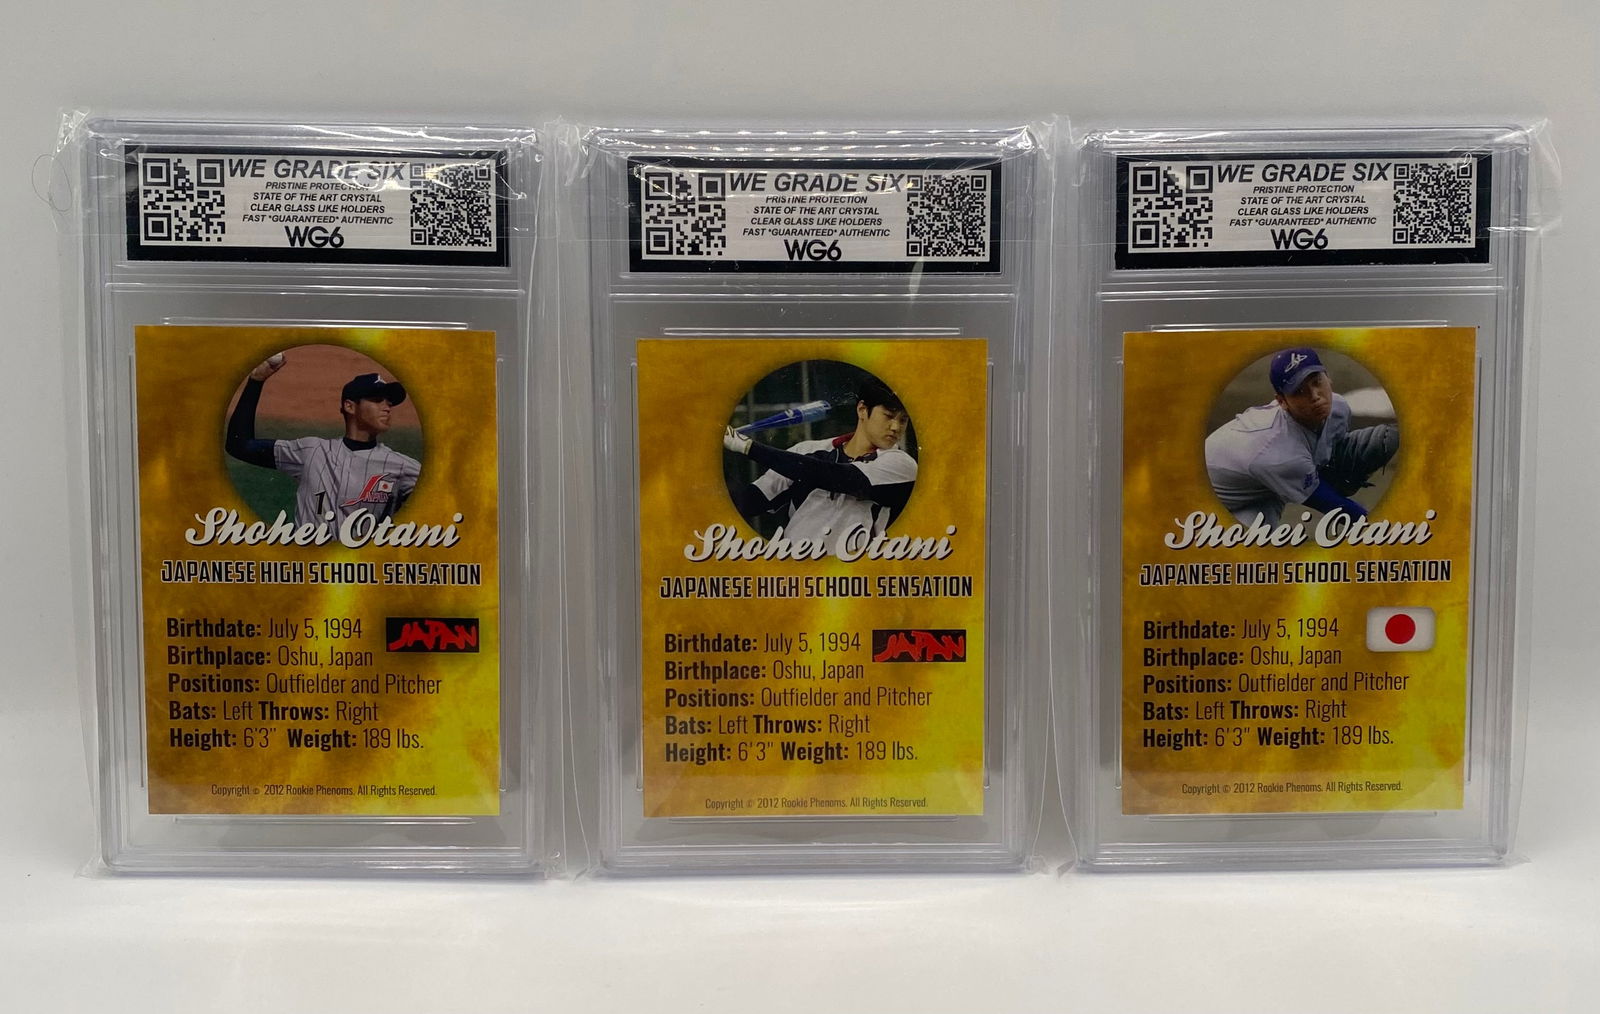 WE GRADE SIX
PRISTINE PROTECTION
STATE OF THE ART CRYSTAL
CLEAR GLASS LIKE HOLDERS
FAST *GUARANTEED* AUTHENTIC
WG6
1
JAPAN
Shohei Otani
JAPANESE HIGH SCHOOL SENSATION
Birthdate: July 5, 1994
JAPAN
Birthplace: Oshu, Japan
Positions: Outfielder and Pitcher
Bats: Left Throws: Right
Height: 6'3" Weight: 189 lbs.
Copyright © 2012 Rookie Phenoms. All Rights Reserved.
WE GRADE SIX
PRISTINE PROTECTION
STATE OF THE ART CRYSTAL
CLEAR GLASS LIKE HOLDERS
FAST *GUARANTEED* AUTHENTIC
WG6
Shohei Otani
JAPANESE HIGH SCHOOL SENSATION
Birthdate: July 5, 1994
JAPAN
Birthplace: Oshu, Japan
Positions: Outfielder and Pitcher
Bats: Left Throws: Right
Height: 6'3" Weight: 189 lbs.
Copyright © 2012 Rookie Phenoms. All Rights Reserved.
WE GRADE SIX
PRISTINE PROTECTION
STATE OF THE ART CRYSTAL
CLEAR GLASS LIKE HOLDERS
FAST *GUARANTEED* AUTHENTIC
WG6
Shohei Otani
JAPANESE HIGH SCHOOL SENSATION
Birthdate: July 5, 1994
Birthplace: Oshu, Japan
Positions: Outfielder and Pitcher
Bats: Left Throws: Right
Height: 6'3" Weight: 189 lbs.
Copyright © 2012 Rookie Phenoms. All Rights Reserved.